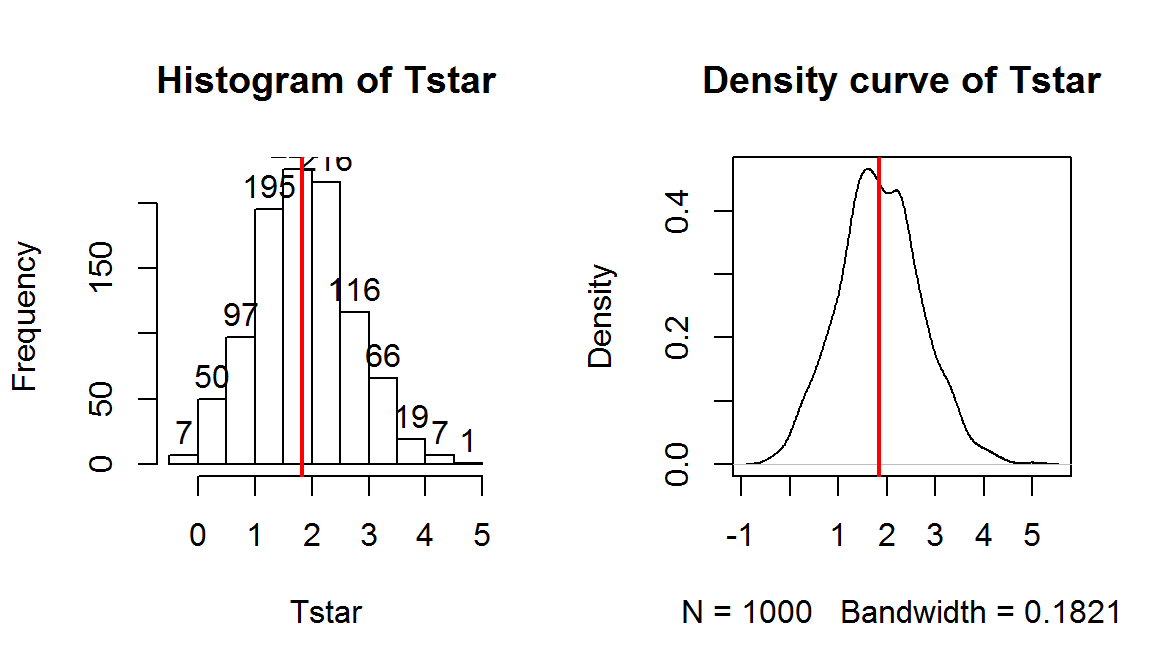 Histogram of Tstar
Frequency
0
50
150
7
50
97
195
216
116
66
19
7
1
0 1 2 3 4 5
Tstar
Density curve of Tstar
Density
0.0
0.2
0.4
-1 1 2 3 4 5
N = 1000 Bandwidth = 0.1821